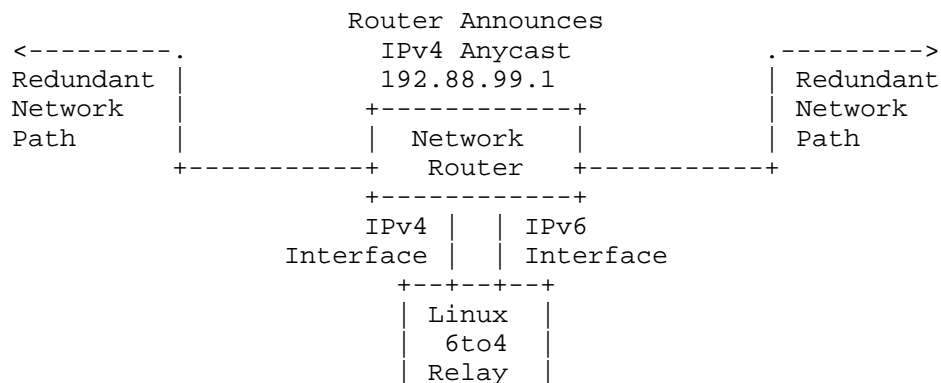 Router Announces
<---------. IPv4 Anycast .--------->
Redundant | 192.88.99.1 | Redundant
Network | +------------+ | Network
Path | | Network | | Path
+-----------+ Router +-----------+
+------------+
IPv4 | | IPv6
Interface | | Interface
+--+--+--+
| Linux |
| 6to4 |
| Relay |